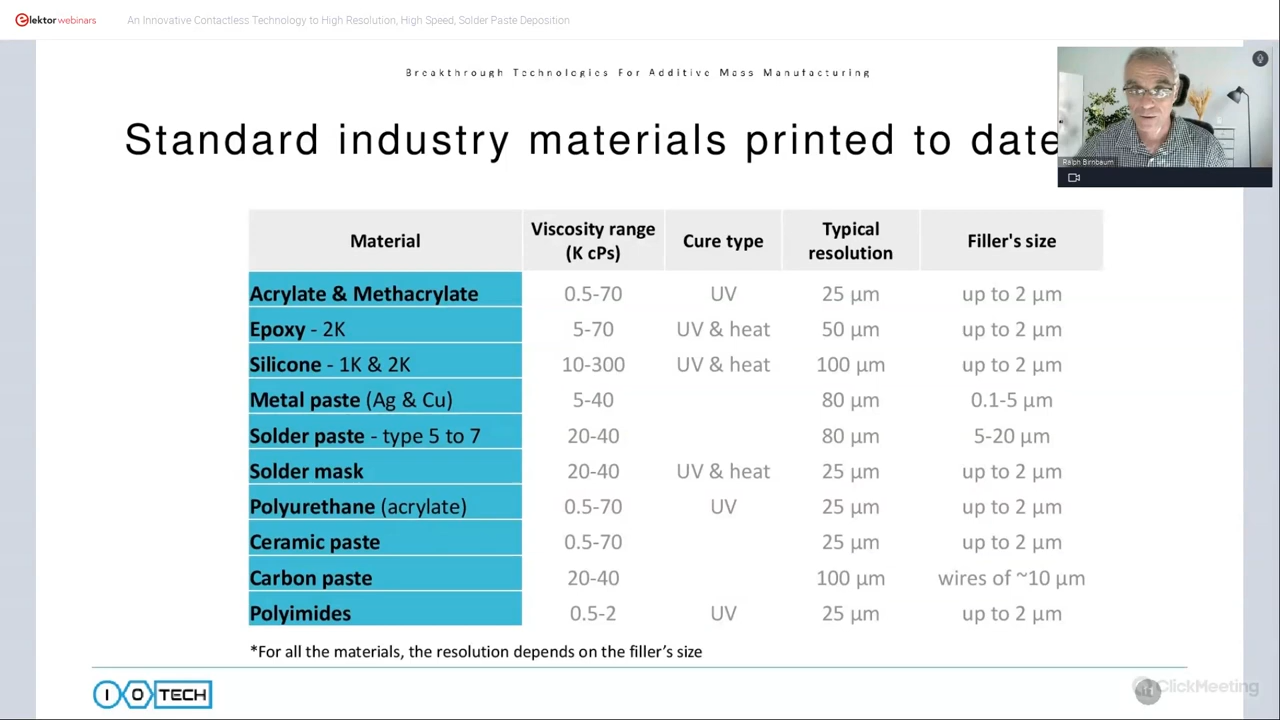 elektor webinars An Innovative Contactless Technology to High Resolution, High Speed, Solder Paste Deposition
Breakthrough Technologies For Additive Mass Manufacturing
Standard industry materials printed to date
Ralph Birnbaum
Material Viscosity range (K cPs) Cure type Typical resolution Filler's size
Acrylate & Methacrylate 0.5-70 UV 25 µm up to 2 µm
Epoxy - 2K 5-70 UV & heat 50 µm up to 2 µm
Silicone - 1K & 2K 10-300 UV & heat 100 µm up to 2 µm
Metal paste (Ag & Cu) 5-40 80 µm 0.1-5 µm
Solder paste - type 5 to 7 20-40 80 µm 5-20 µm
Solder mask 20-40 UV & heat 25 µm up to 2 µm
Polyurethane (acrylate) 0.5-70 UV 25 µm up to 2 µm
Ceramic paste 0.5-70 25 µm up to 2 µm
Carbon paste 20-40 100 µm wires of ~10 µm
Polyimides 0.5-2 UV 25 µm up to 2 µm
*For all the materials, the resolution depends on the filler’s size
IO TECH
ClickMeeting